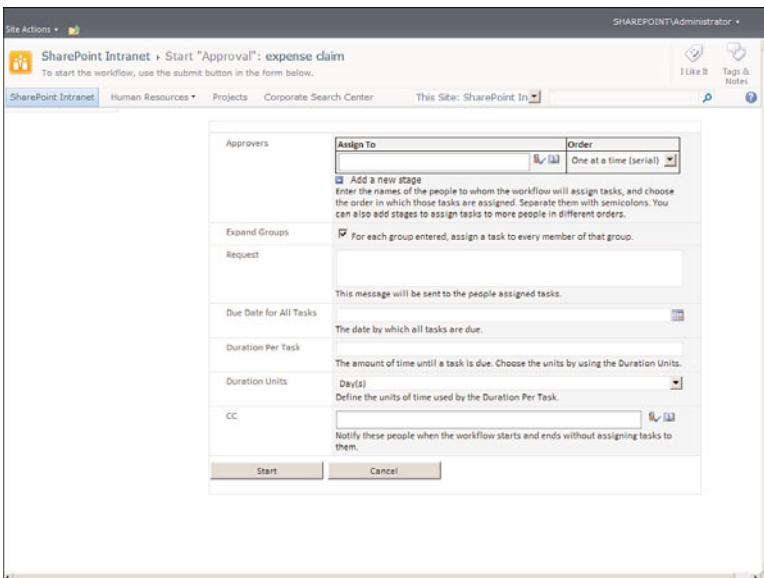 SHAREPOINT\Administrator
Site Actions
SharePoint Intranet › Start "Approval": expense claim
To start the workflow, use the submit button in the form below.
I Like It
Tags &
Notes
SharePoint Intranet Human Resources Projects Corporate Search Center This Site: SharePoint In
Approvers
Assign To Order
One at a time (serial)
Add a new stage
Enter the names of the people to whom the workflow will assign tasks, and choose
the order in which those tasks are assigned. Separate them with semicolons. You
can also add stages to assign tasks to more people in different orders.
Expand Groups
For each group entered, assign a task to every member of that group.
Request
This message will be sent to the people assigned tasks.
Due Date for All Tasks
The date by which all tasks are due.
Duration Per Task
The amount of time until a task is due. Choose the units by using the Duration Units.
Duration Units
Day(s)
Define the units of time used by the Duration Per Task.
CC
Notify these people when the workflow starts and ends without assigning tasks to
them.
Start Cancel